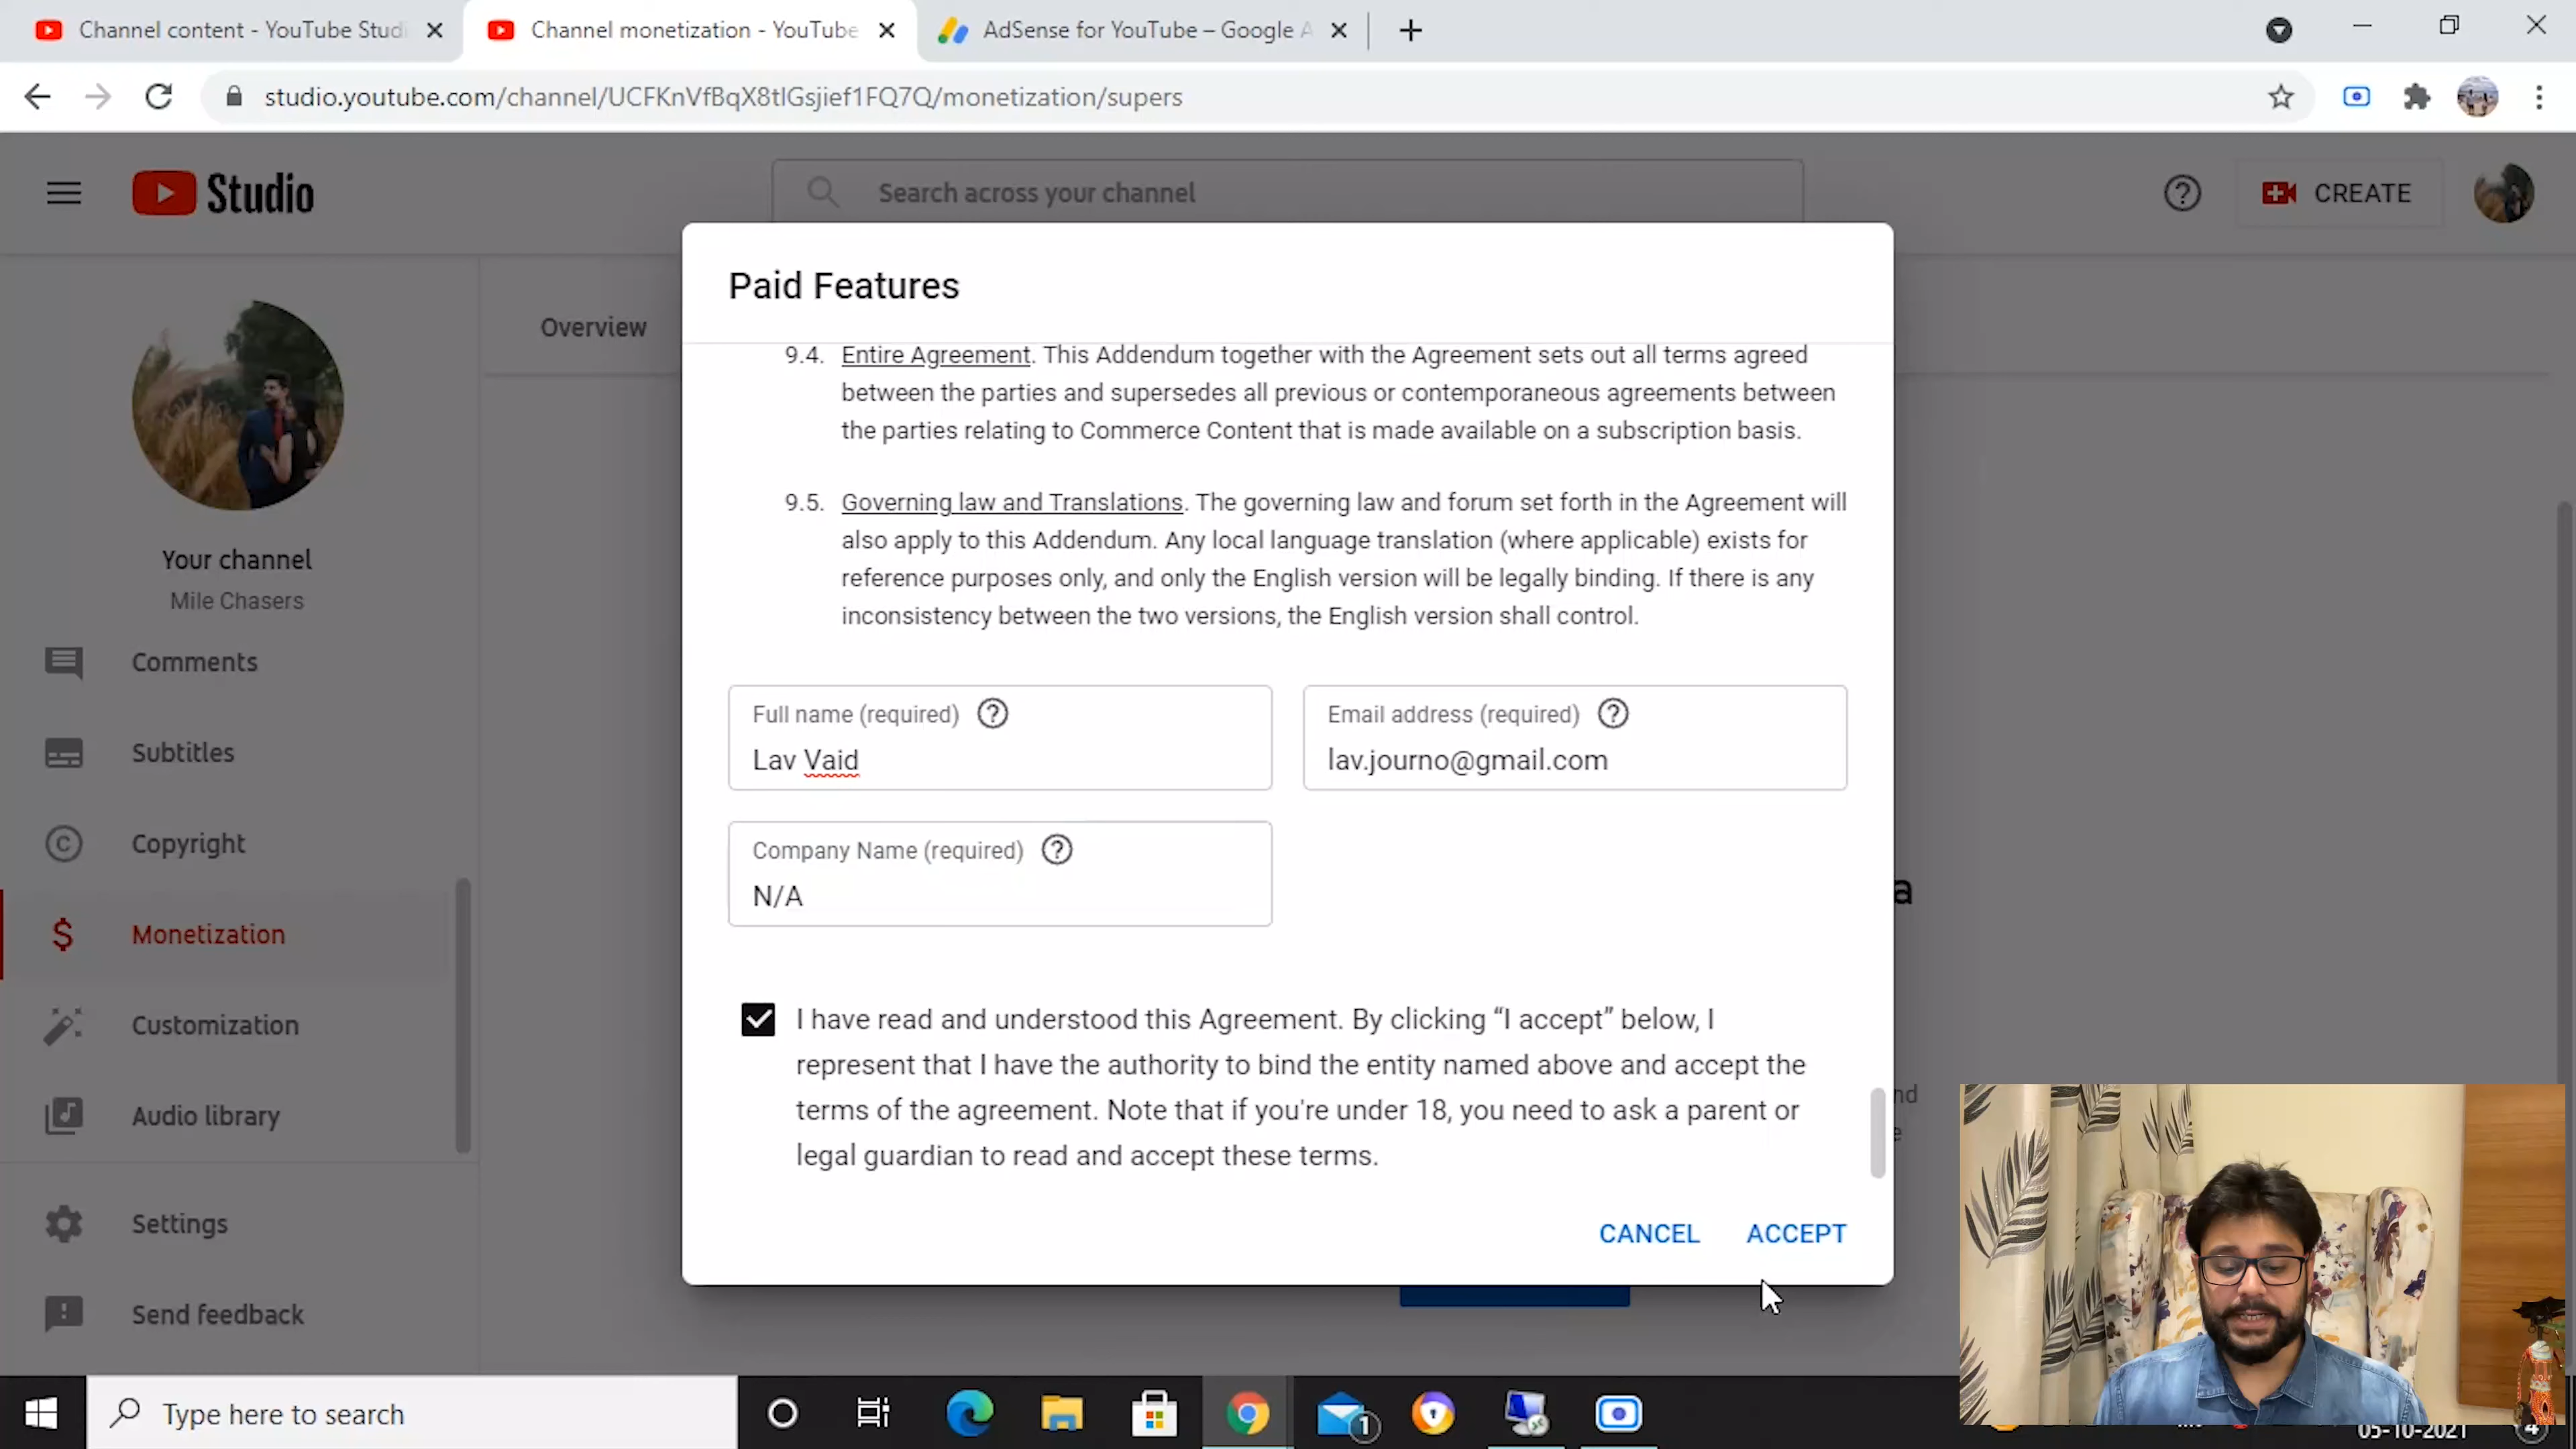 Channel content - YouTube Studi
Channel monetization - YouTube
AdSense for YouTube – Google A
studio.youtube.com/channel/UCFKnVfBqX8tlGsjief1FQ7Q/monetization/supers
Studio
Search across your channel
CREATE
Paid Features
Overview
9.4. Entire Agreement. This Addendum together with the Agreement sets out all terms agreed
between the parties and supersedes all previous or contemporaneous agreements between
the parties relating to Commerce Content that is made available on a subscription basis.
9.5. Governing law and Translations. The governing law and forum set forth in the Agreement will
also apply to this Addendum. Any local language translation (where applicable) exists for
reference purposes only, and only the English version will be legally binding. If there is any
inconsistency between the two versions, the English version shall control.
Your channel
Mile Chasers
Comments
Subtitles
Copyright
Monetization
Customization
Audio library
Settings
Send feedback
Full name (required)
Lav Vaid
Email address (required)
lav.journo@gmail.com
Company Name (required)
N/A
a
nd
e
I have read and understood this Agreement. By clicking “I accept” below, I
represent that I have the authority to bind the entity named above and accept the
terms of the agreement. Note that if you're under 18, you need to ask a parent or
legal guardian to read and accept these terms.
CANCEL ACCEPT
Type here to search
1
05-10-2021
4